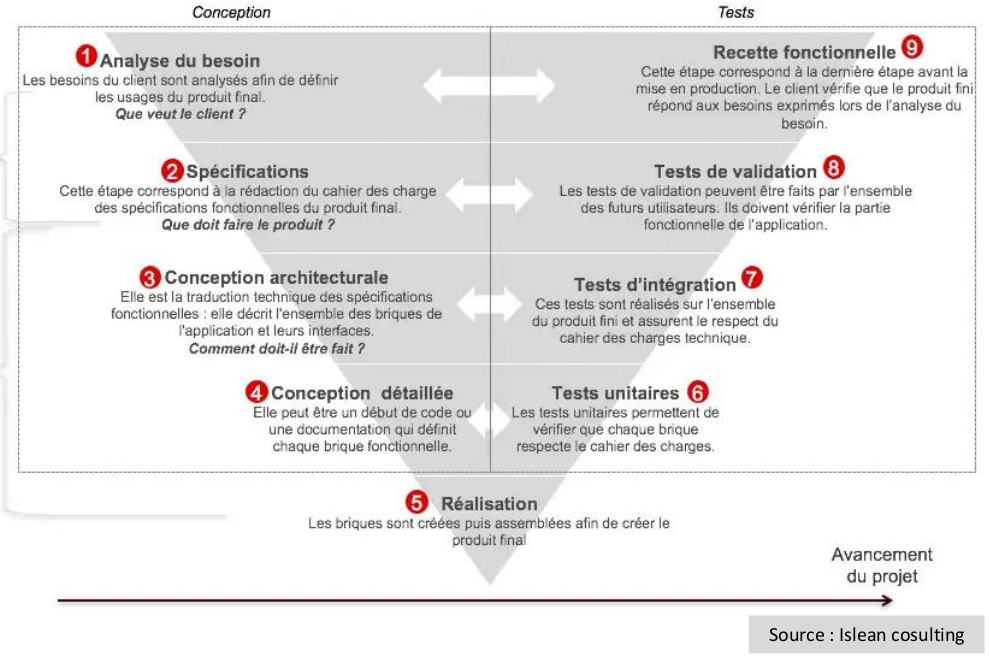 Conception
Tests
1 Analyse du besoin
Les besoins du client sont analysés afin de définir
les usages du produit final.
Que veut le client ?
Recette fonctionnelle 9
Cette étape correspond à la dernière étape avant la
mise en production. Le client vérifie que le produit fini
répond aux besoins exprimés lors de l'analyse du
besoin.
2 Spécifications
Cette étape correspond à la rédaction du cahier des charge
des spécifications fonctionnelles du produit final.
Que doit faire le produit ?
Tests de validation 8
Les tests de validation peuvent être faits par l'ensemble
des futurs utilisateurs. Ils doivent vérifier la partie
fonctionnelle de l'application.
3 Conception architecturale
Elle est la traduction technique des spécifications
fonctionnelles : elle décrit l'ensemble des briques de
l'application et leurs interfaces.
Comment doit-il être fait ?
Tests d'intégration 7
Ces tests sont réalisés sur l'ensemble
du produit fini et assurent le respect du
cahier des charges technique.
4 Conception détaillée
Elle peut être un début de code ou
une documentation qui définit
chaque brique fonctionnelle.
Tests unitaires 6
Les tests unitaires permettent de
vérifier que chaque brique
respecte le cahier des charges.
5 Réalisation
Les briques sont créées puis assemblées afin de créer le
produit final
Avancement
du projet
Source : Islean cosulting